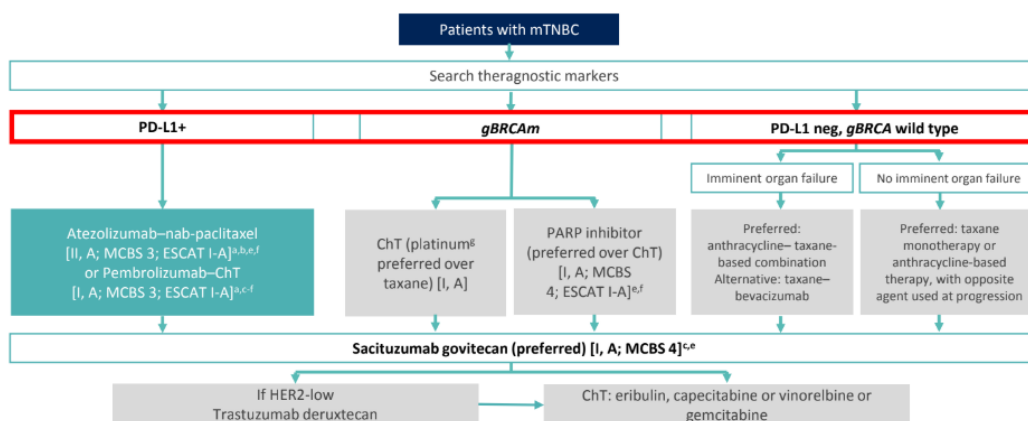 Patients with mTNBC
Search theragnostic markers
PD-L1+
gBRCAm
PD-L1 neg, gBRCA wild type
Imminent organ failure
No imminent organ failure
Atezolizumab–nab-paclitaxel
[II, A; MCBS 3; ESCAT I-A]a,b,e,f
or Pembrolizumab–ChT
[I, A; MCBS 3; ESCAT I-A]a,c-f
ChT (platinumg
preferred over
taxane) [I, A]
PARP inhibitor
(preferred over ChT)
[I, A; MCBS
4; ESCAT I-A]e,f
Preferred:
anthracycline– taxane-
based combination
Alternative: taxane–
bevacizumab
Preferred: taxane
monotherapy or
anthracycline-based
therapy, with opposite
agent used at progression
Sacituzumab govitecan (preferred) [I, A; MCBS 4]c,e
If HER2-low
Trastuzumab deruxtecan
ChT: eribulin, capecitabine or vinorelbine or
gemcitabine